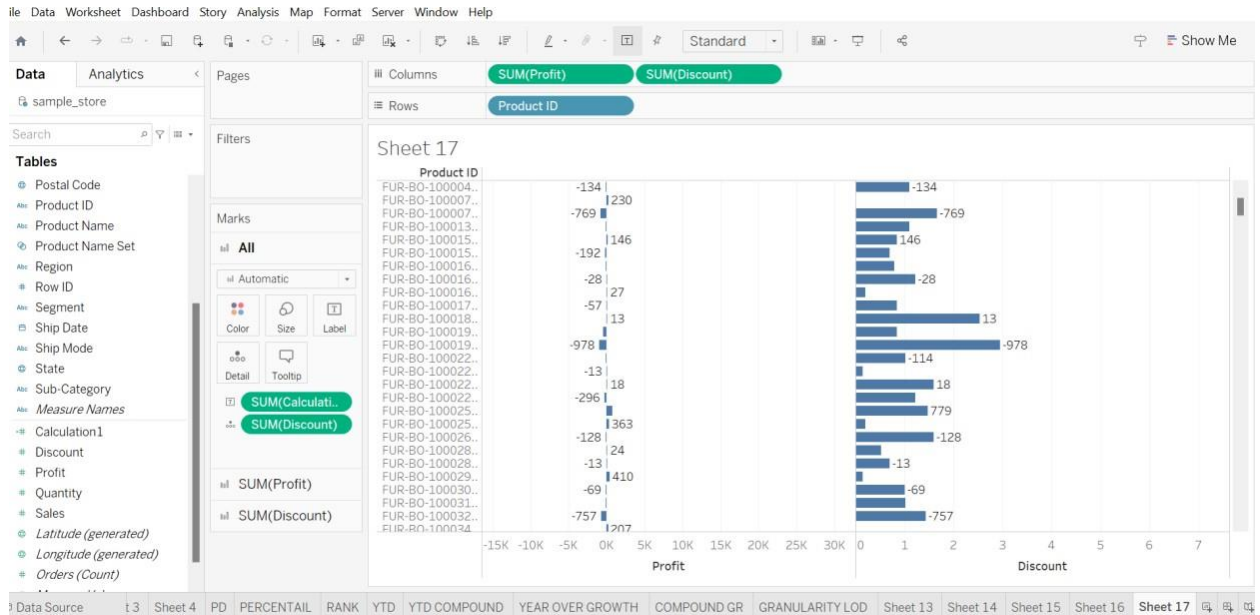 ile Data Worksheet Dashboard Story Analysis Map Format Server Window Help
Standard
Show Me
Data Analytics
sample_store
Search
Tables
Postal Code
Abc Product ID
Abc Product Name
Product Name Set
Abc Region
# Row ID
Abc Segment
Ship Date
Abc Ship Mode
State
Abc Sub-Category
Abc Measure Names
=# Calculation1
# Discount
# Profit
# Quantity
# Sales
Latitude (generated)
Longitude (generated)
# Orders (Count)
Pages
Filters
Marks
All
Automatic
Color Size Label
Detail Tooltip
SUM(Calculati..
SUM(Discount)
SUM(Profit)
SUM(Discount)
Columns SUM(Profit) SUM(Discount)
Rows Product ID
Sheet 17
Product ID
FUR-BO-100004.. -134 -134
FUR-BO-100007.. 230
FUR-BO-100007.. -769 -769
FUR-BO-100013..
FUR-BO-100015.. 146 146
FUR-BO-100015.. -192
FUR-BO-100016..
FUR-BO-100016.. -28 -28
FUR-BO-100016.. 27
FUR-BO-100017.. -57
FUR-BO-100018.. 13 13
FUR-BO-100019..
FUR-BO-100019.. -978 -978
FUR-BO-100022.. -114
FUR-BO-100022.. -13
FUR-BO-100022.. 18 18
FUR-BO-100022.. -296
FUR-BO-100025.. 779
FUR-BO-100025.. 363
FUR-BO-100026.. -128 -128
FUR-BO-100028.. 24
FUR-BO-100028.. -13 -13
FUR-BO-100029.. 410
FUR-BO-100030.. -69 -69
FUR-BO-100031..
FUR-BO-100032.. -757 -757
FUR-BO-100034 207
-15K -10K -5K 0K 5K 10K 15K 20K 25K 30K 0 1 2 3 4 5 6 7
Profit Discount
Data Source t 3 Sheet 4 PD PERCENTAIL RANK YTD YTD COMPOUND YEAR OVER GROWTH COMPOUND GR GRANULARITY LOD Sheet 13 Sheet 14 Sheet 15 Sheet 16 Sheet 17